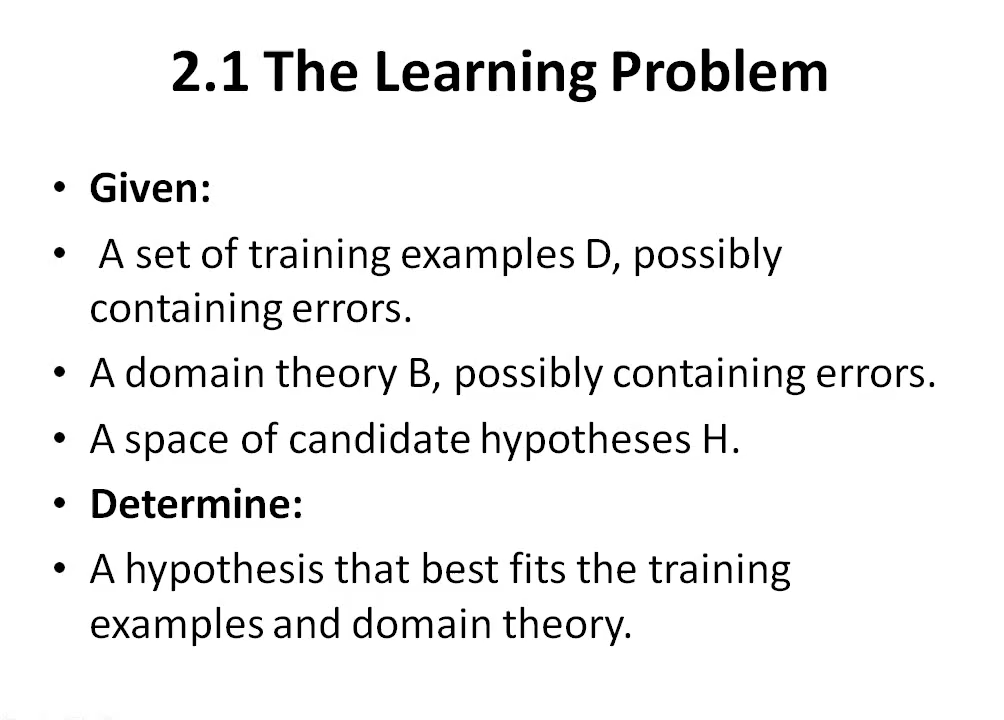 2.1 The Learning Problem
• Given:
• A set of training examples D, possibly
containing errors.
• A domain theory B, possibly containing errors.
• A space of candidate hypotheses H.
• Determine:
• A hypothesis that best fits the training
examples and domain theory.